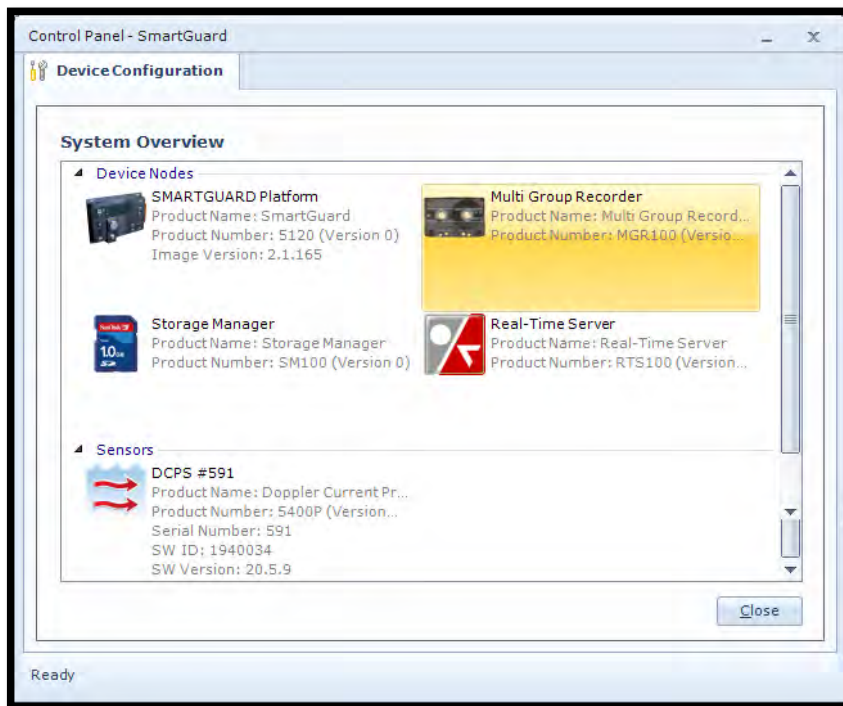 Control Panel - SmartGuard
Device Configuration
System Overview
Device Nodes
SMARTGUARD Platform
Product Name: SmartGuard
Product Number: 5120 (Version 0)
Image Version: 2.1.165
Multi Group Recorder
Product Name: Multi Group Record...
Product Number: MGR100 (Versio...
Storage Manager
Product Name: Storage Manager
Product Number: SM100 (Version 0)
1.0GB
Real-Time Server
Product Name: Real-Time Server
Product Number: RTS100 (Version...
Sensors
DCPS #591
Product Name: Doppler Current Pr...
Product Number: 5400P (Version...
Serial Number: 591
SW ID: 1940034
SW Version: 20.5.9
Close
Ready